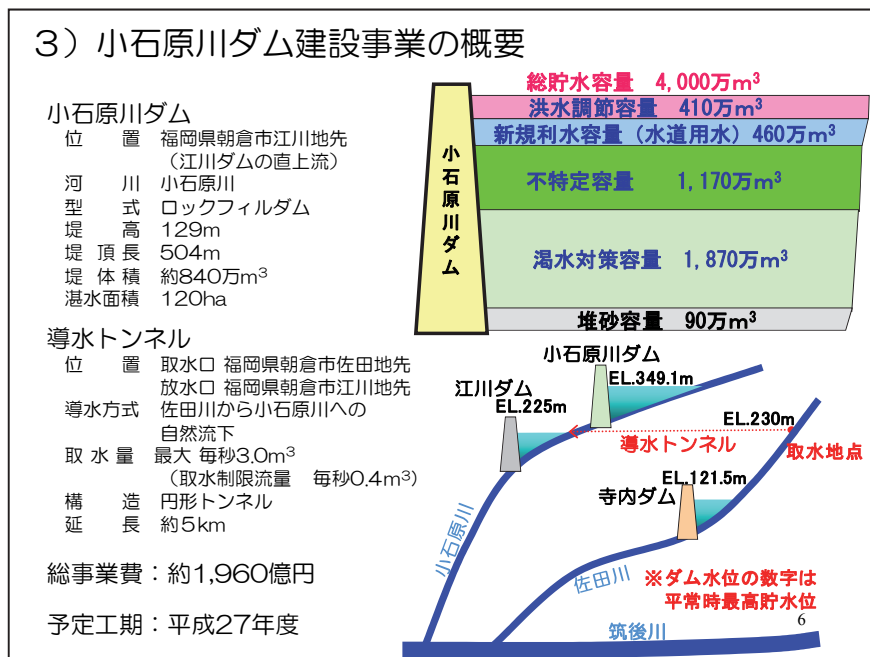 3）小石原川ダム建設事業の概要
小石原川ダム
位　　置　福岡県朝倉市江川地先
（江川ダムの直上流）
河　　川　小石原川
型　　式　ロックフィルダム
堤　　高　129m
堤 頂 長　504m
堤 体 積　約840万m³
湛水面積　120ha
導水トンネル
位　　置　取水口 福岡県朝倉市佐田地先
放水口 福岡県朝倉市江川地先
導水方式　佐田川から小石原川への
自然流下
取 水 量　最大 毎秒3.0m³
（取水制限流量　毎秒0.4m³）
構　　造　円形トンネル
延　　長　約5km
総事業費：約1,960億円
予定工期：平成27年度
総貯水容量　4,000万m³
洪水調節容量　410万m³
新規利水容量（水道用水）460万m³
不特定容量　1,170万m³
渇水対策容量　1,870万m³
堆砂容量　90万m³
小石原川ダム
小石原川ダム
EL.349.1m
江川ダム
EL.225m
EL.230m
導水トンネル
取水地点
EL.121.5m
寺内ダム
小石原川
佐田川
※ダム水位の数字は
平常時最高貯水位
筑後川
6